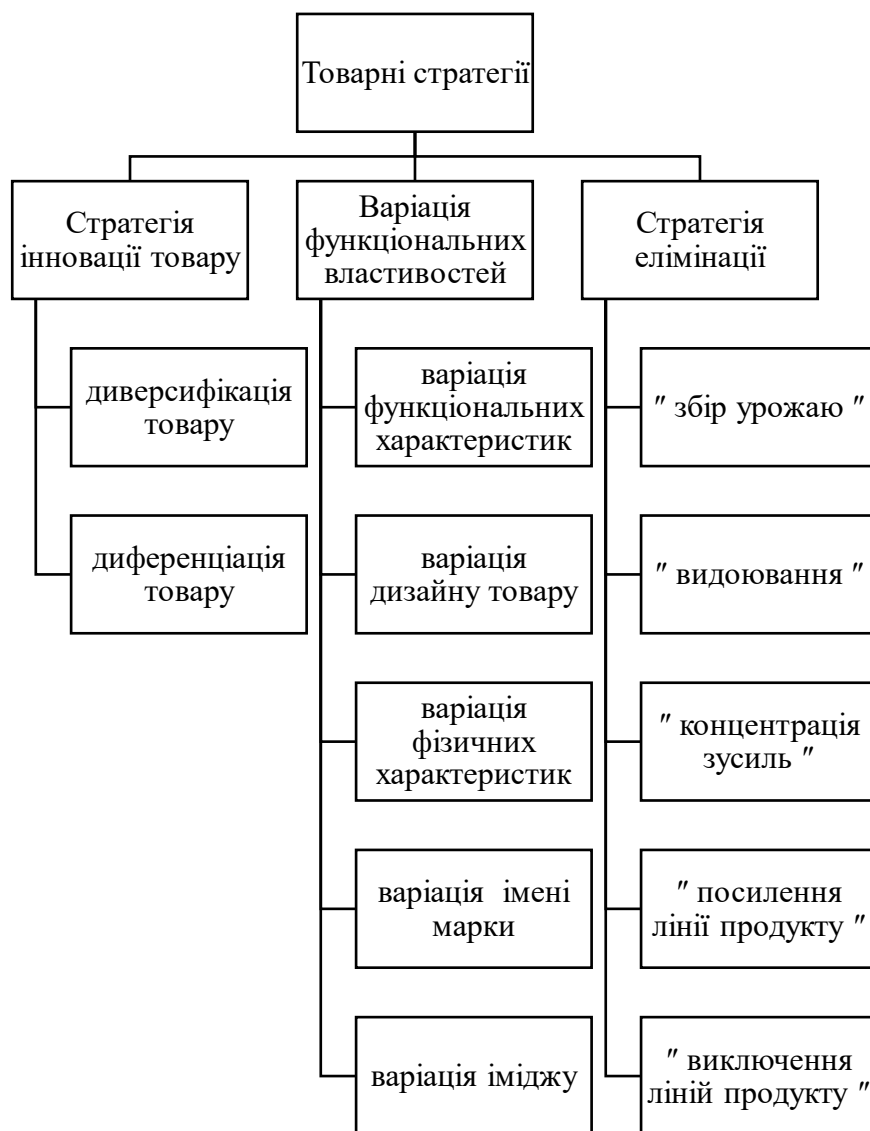 Товарні стратегії
Стратегія
інновації товару
диверсифікація
товару
диференціація
товару
Варіація
функціональних
властивостей
варіація
функціональних
характеристик
варіація
дизайну товару
варіація
фізичних
характеристик
варіація імені
марки
варіація іміджу
Стратегія
елімінації
" збір урожаю "
" видоювання "
" концентрація
зусиль "
" посилення
лінії продукту "
" виключення
ліній продукту "